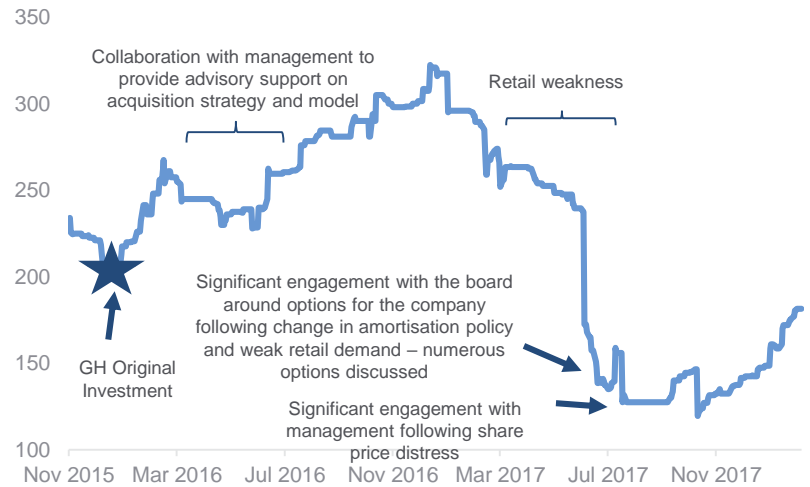 350
Collaboration with management to
provide advisory support on
acquisition strategy and model
Retail weakness
300
250
200
Significant engagement with the board
around options for the company
following change in amortisation policy
and weak retail demand – numerous
options discussed
GH Original
Investment
150
Significant engagement with
management following share
price distress
100
Nov 2015 Mar 2016 Jul 2016 Nov 2016 Mar 2017 Jul 2017 Nov 2017